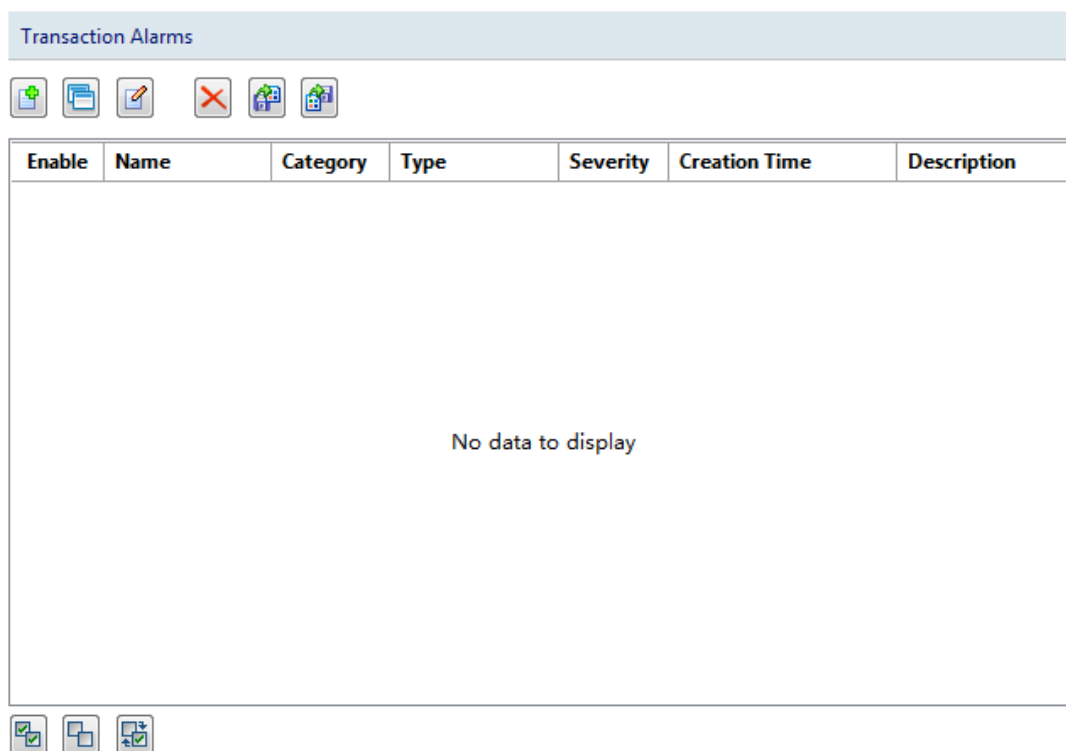 Transaction Alarms
Enable Name Category Type Severity Creation Time Description
No data to display